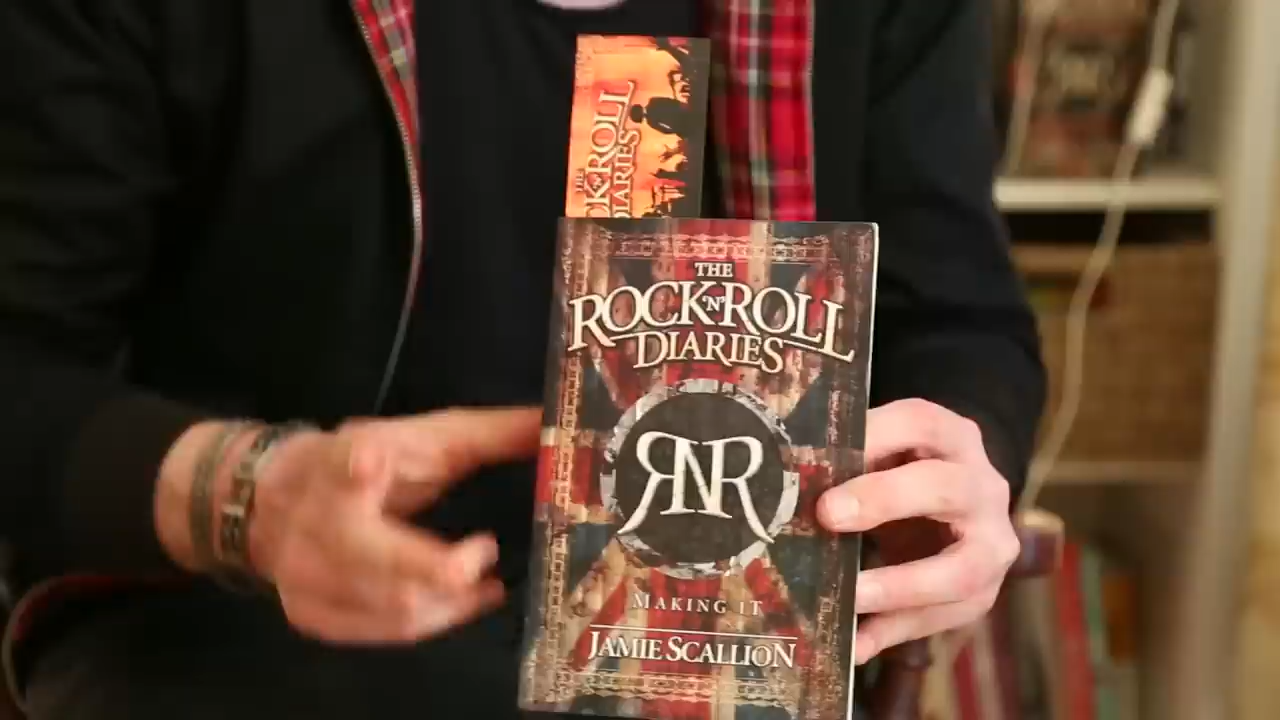 THE
ROCK 'N' ROLL
DIARIES
THE
ROCK 'N' ROLL
DIARIES
RNR
MAKING IT
JAMIE SCALLION